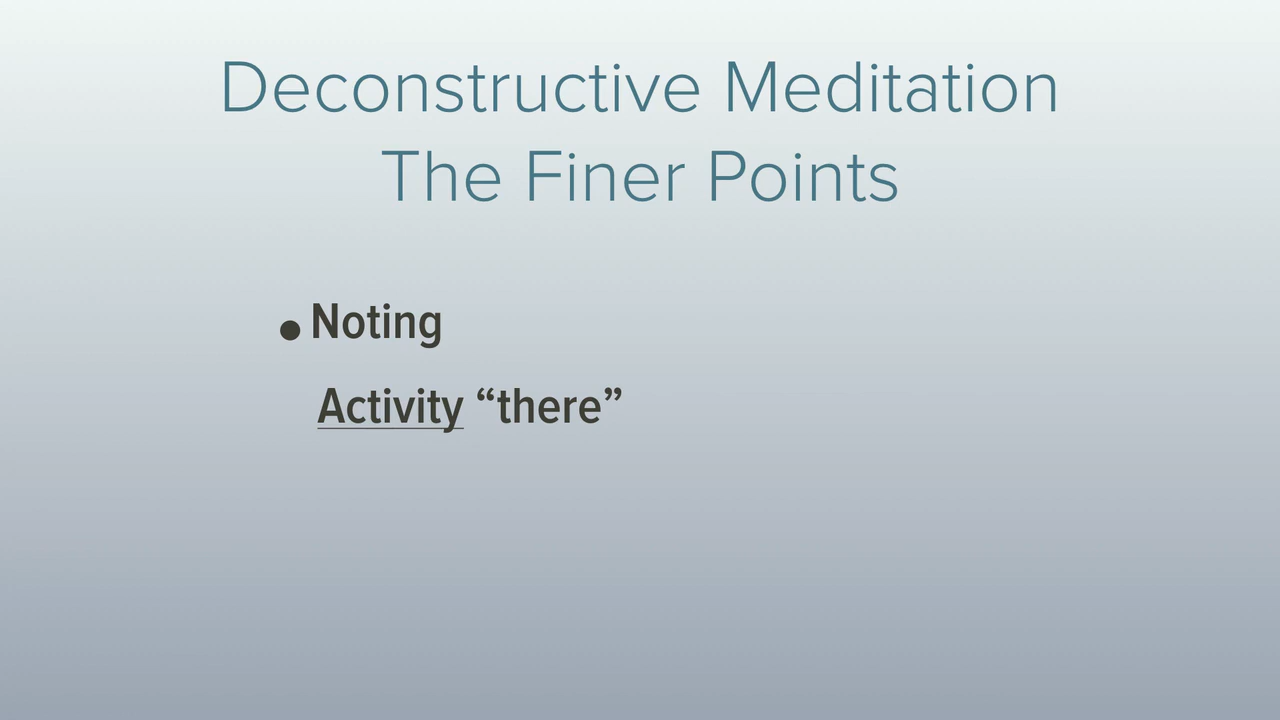 Deconstructive Meditation
The Finer Points
• Noting
Activity “there”